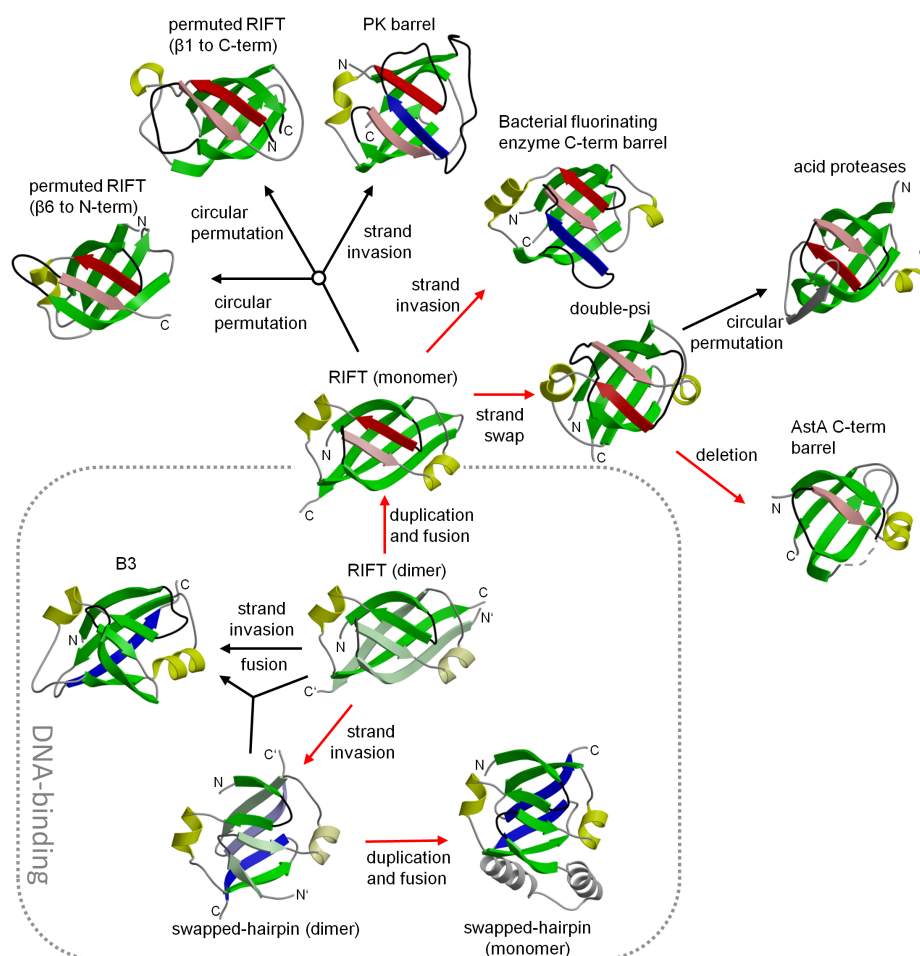 permuted RIFT
(β1 to C-term)
PK barrel
N
C
N
C
N
Bacterial fluorinating
enzyme C-term barrel
N
C
acid proteases
N
permuted RIFT
(β6 to N-term)
N
C
circular
permutation
strand
invasion
circular
permutation
strand
invasion
double-psi
circular
permutation
N
C
RIFT (monomer)
strand
swap
N
C
deletion
AstA C-term
barrel
N
C
duplication
and fusion
B3
N
C
strand
invasion
fusion
RIFT (dimer)
N
C
N'
C'
DNA-binding
strand
invasion
C'
N
N'
C
swapped-hairpin (dimer)
duplication
and fusion
N
C
swapped-hairpin
(monomer)